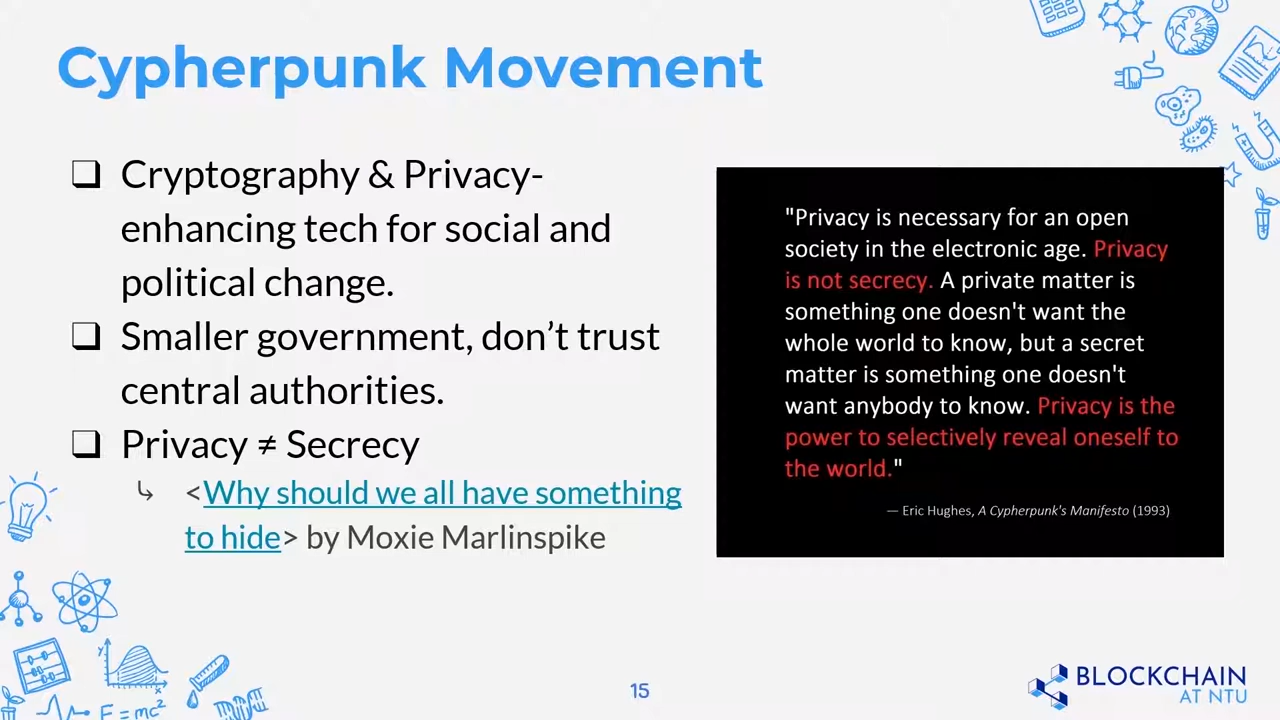 Cypherpunk Movement
❏ Cryptography & Privacy-
enhancing tech for social and
political change.
❏ Smaller government, don’t trust
central authorities.
❏ Privacy ≠ Secrecy
↳ <Why should we all have something
to hide> by Moxie Marlinspike
"Privacy is necessary for an open
society in the electronic age. Privacy
is not secrecy. A private matter is
something one doesn't want the
whole world to know, but a secret
matter is something one doesn't
want anybody to know. Privacy is the
power to selectively reveal oneself to
the world."
— Eric Hughes, A Cypherpunk's Manifesto (1993)
y
x
E=mc²
15
BLOCKCHAIN
AT NTU